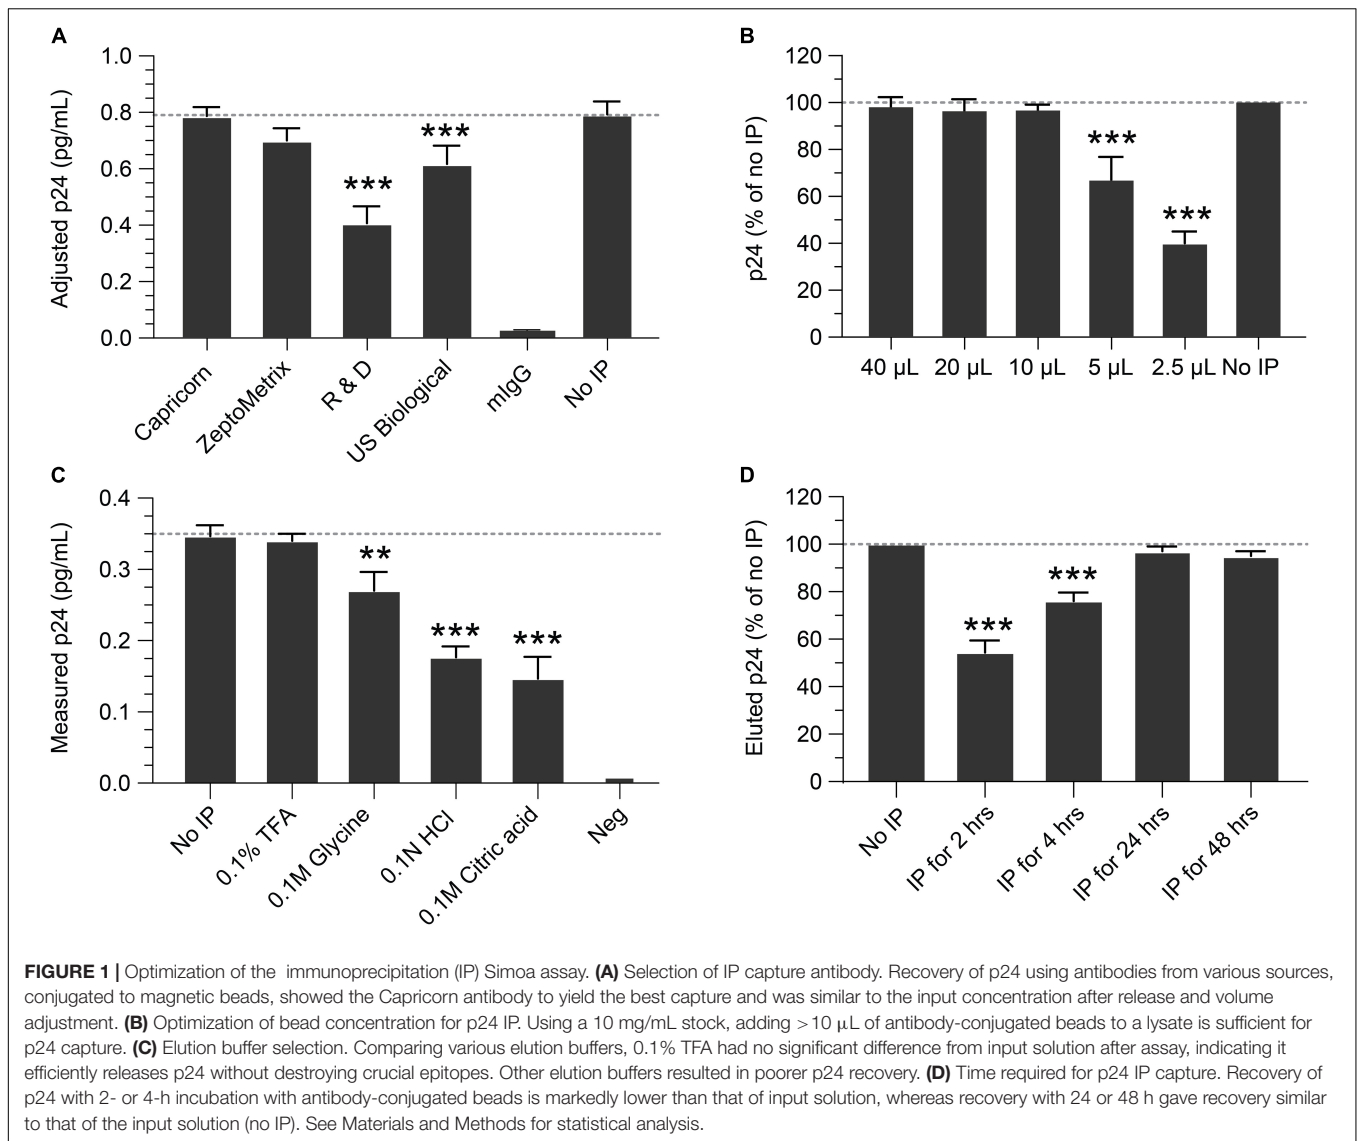 A
Adjusted p24 (pg/mL)
1.0
0.8
0.6
0.4
0.2
0.0
***
***
Capricorn
ZeptoMetrix
R & D
US Biological
mIgG
No IP
B
p24 (% of no IP)
120
100
80
60
40
20
0
***
***
40 µL
20 µL
10 µL
5 µL
2.5 µL
No IP
C
Measured p24 (pg/mL)
0.4
0.3
0.2
0.1
0.0
**
***
***
No IP
0.1% TFA
0.1M Glycine
0.1N HCl
0.1M Citric acid
Neg
D
Eluted p24 (% of no IP)
120
100
80
60
40
20
0
***
***
No IP
IP for 2 hrs
IP for 4 hrs
IP for 24 hrs
IP for 48 hrs
FIGURE 1 | Optimization of the immunoprecipitation (IP) Simoa assay. (A) Selection of IP capture antibody. Recovery of p24 using antibodies from various sources,
conjugated to magnetic beads, showed the Capricorn antibody to yield the best capture and was similar to the input concentration after release and volume
adjustment. (B) Optimization of bead concentration for p24 IP. Using a 10 mg/mL stock, adding >10 µL of antibody-conjugated beads to a lysate is sufficient for
p24 capture. (C) Elution buffer selection. Comparing various elution buffers, 0.1% TFA had no significant difference from input solution after assay, indicating it
efficiently releases p24 without destroying crucial epitopes. Other elution buffers resulted in poorer p24 recovery. (D) Time required for p24 IP capture. Recovery of
p24 with 2- or 4-h incubation with antibody-conjugated beads is markedly lower than that of input solution, whereas recovery with 24 or 48 h gave recovery similar
to that of the input solution (no IP). See Materials and Methods for statistical analysis.